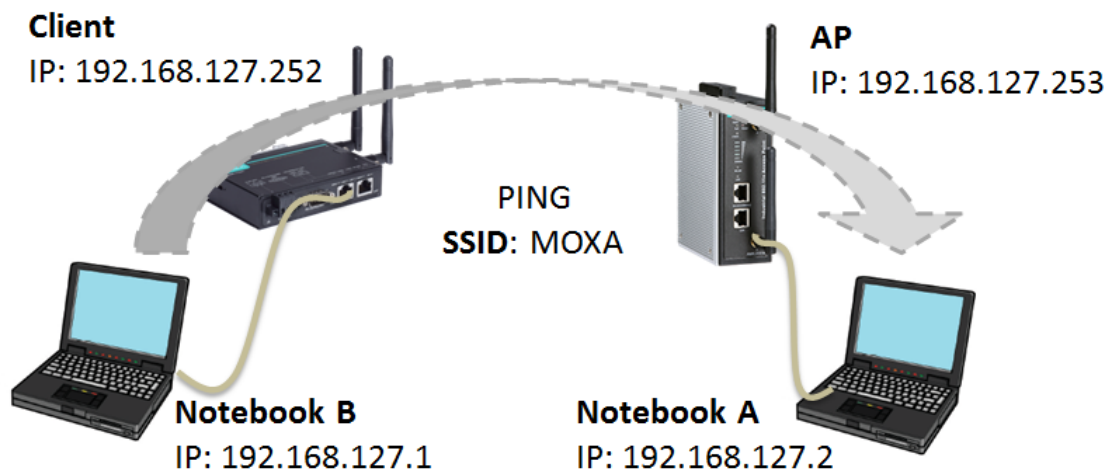 Client
IP: 192.168.127.252
AP
IP: 192.168.127.253
PING
SSID: MOXA
Notebook B
IP: 192.168.127.1
Notebook A
IP: 192.168.127.2